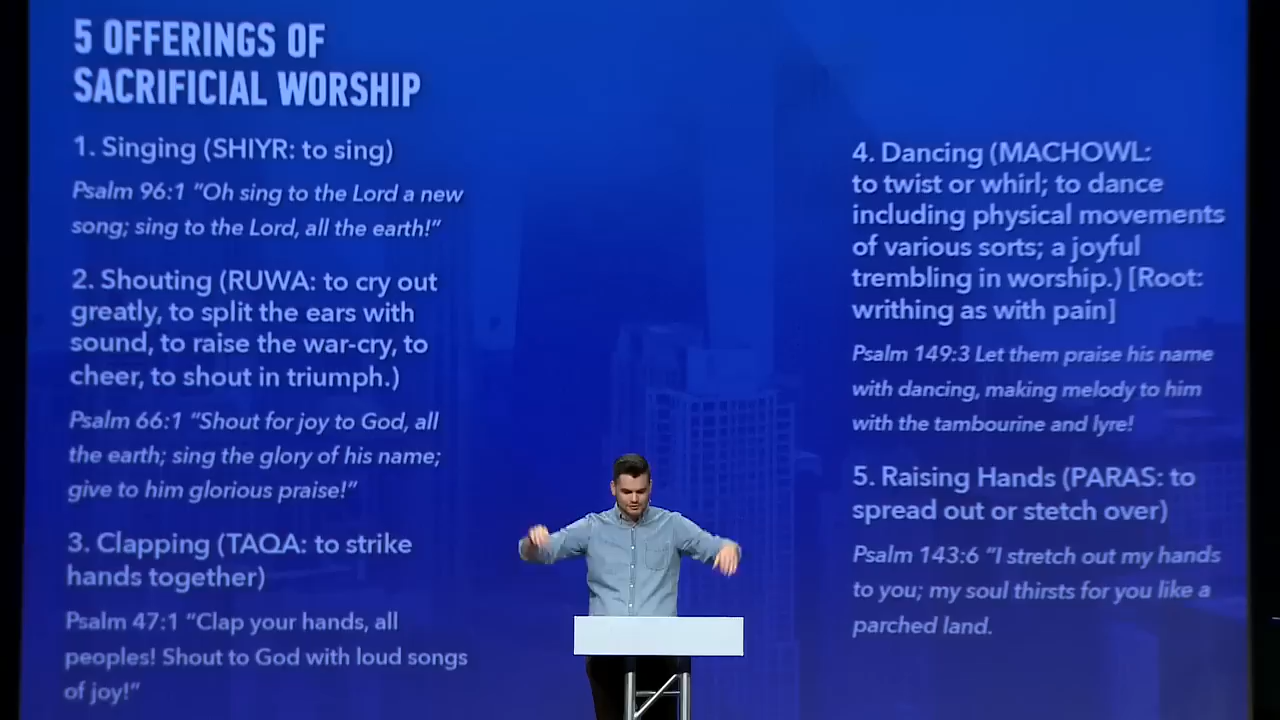 5 OFFERINGS OF
SACRIFICIAL WORSHIP
1. Singing (SHIYR: to sing)
Psalm 96:1 “Oh sing to the Lord a new
song; sing to the Lord, all the earth!”
2. Shouting (RUWA: to cry out
greatly, to split the ears with
sound, to raise the war-cry, to
cheer, to shout in triumph.)
Psalm 66:1 “Shout for joy to God, all
the earth; sing the glory of his name;
give to him glorious praise!”
3. Clapping (TAQA: to strike
hands together)
Psalm 47:1 “Clap your hands, all
peoples! Shout to God with loud songs
of joy!”
4. Dancing (MACHOWL:
to twist or whirl; to dance
including physical movements
of various sorts; a joyful
trembling in worship.) [Root:
writhing as with pain]
Psalm 149:3 Let them praise his name
with dancing, making melody to him
with the tambourine and lyre!
5. Raising Hands (PARAS: to
spread out or stetch over)
Psalm 143:6 “I stretch out my hands
to you; my soul thirsts for you like a
parched land.